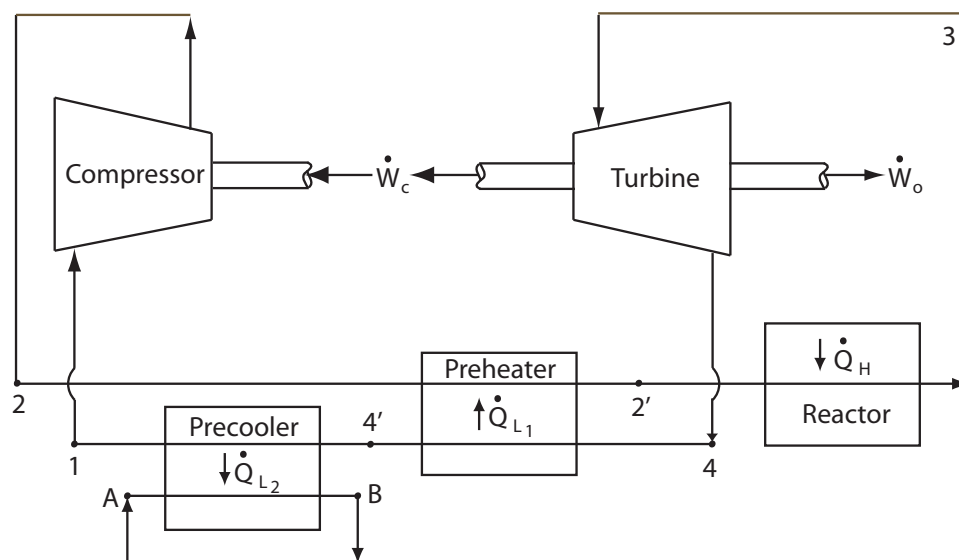 3
Compressor
Ẇc
Turbine
Ẇo
2
Preheater
2'
Q̇H
Reactor
1
Precooler
4'
Q̇L1
4
Q̇L2
A
B